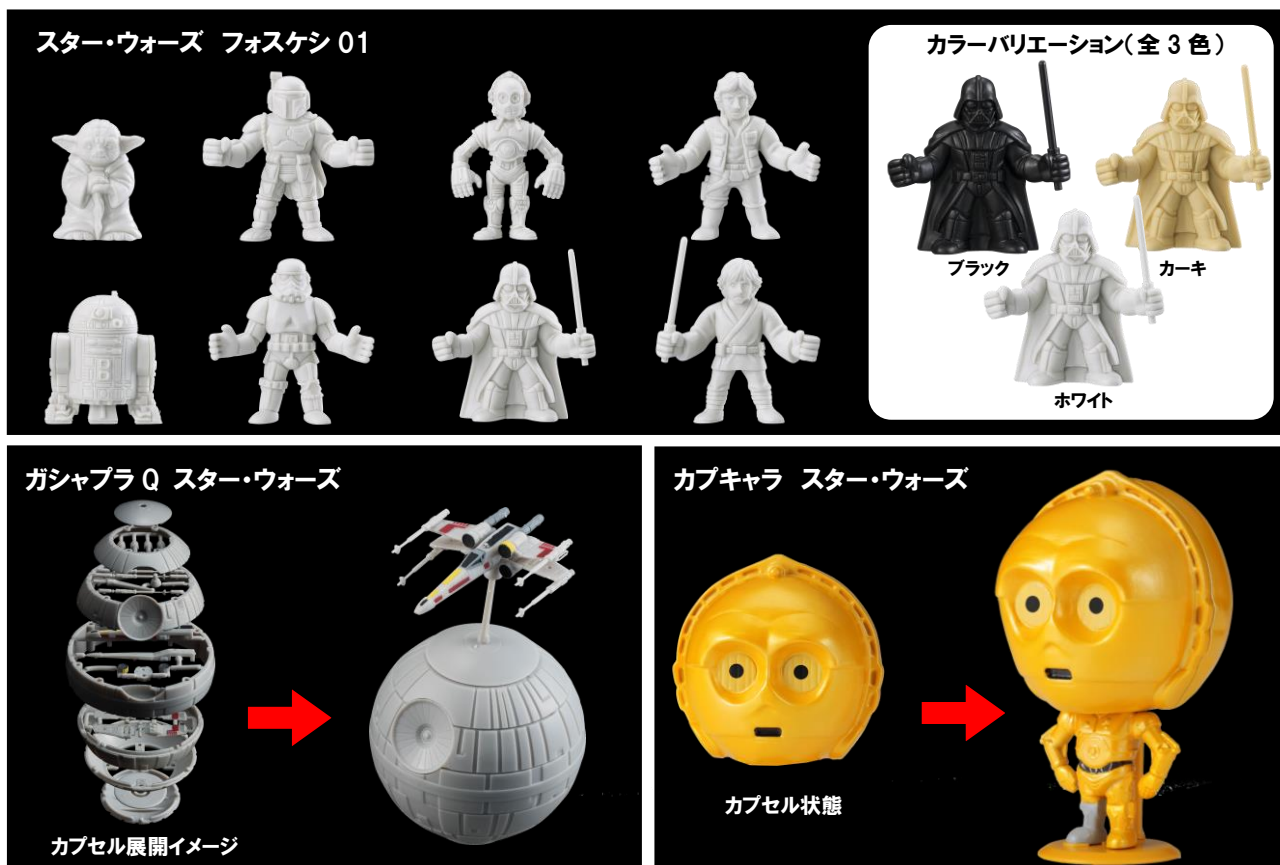 スター・ウォーズ フォスケシ 01
カラーバリエーション(全 3 色)
ブラック
カーキ
ホワイト
ガシャプラ Q スター・ウォーズ
カプセル展開イメージ
カプキャラ スター・ウォーズ
カプセル状態